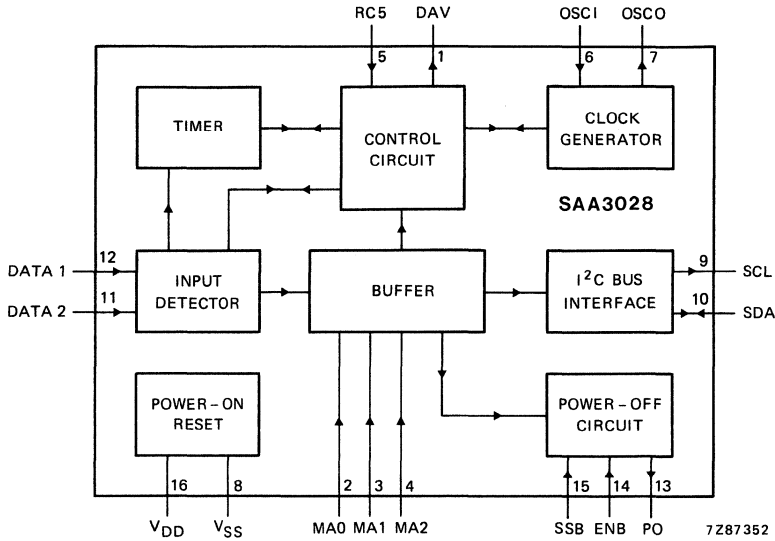 RC5 DAV OSCI OSCO
5 1 6 7
TIMER
CONTROL
CIRCUIT
CLOCK
GENERATOR
SAA3028
DATA 1 12
DATA 2 11
INPUT
DETECTOR
BUFFER
I²C BUS
INTERFACE
9 SCL
10 SDA
POWER-ON
RESET
POWER-OFF
CIRCUIT
16 8 2 3 4 15 14 13
VDD VSS MA0 MA1 MA2 SSB ENB PO 7Z87352